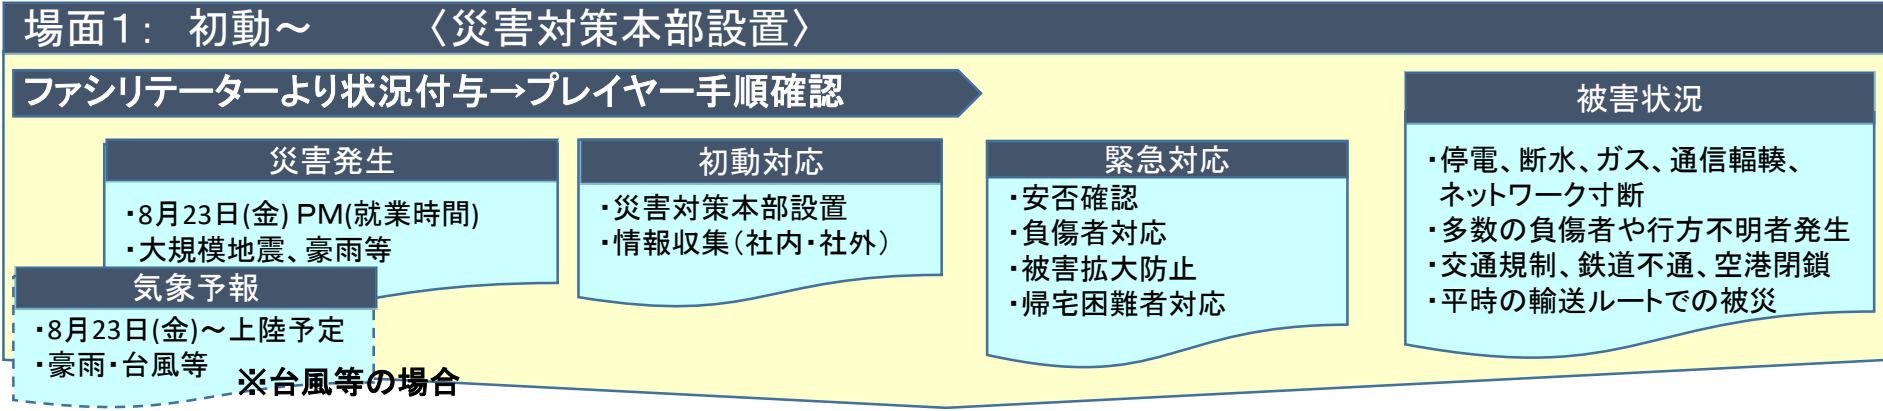 場面１：　初動～　　　〈災害対策本部設置〉
ファシリテーターより状況付与→プレイヤー手順確認
災害発生
・8月23日(金) ＰＭ(就業時間)
・大規模地震、豪雨等
気象予報
・8月23日(金)～上陸予定
・豪雨・台風等
※台風等の場合
初動対応
・災害対策本部設置
・情報収集（社内・社外）
緊急対応
・安否確認
・負傷者対応
・被害拡大防止
・帰宅困難者対応
被害状況
・停電、断水、ガス、通信輻輳、
ネットワーク寸断
・多数の負傷者や行方不明者発生
・交通規制、鉄道不通、空港閉鎖
・平時の輸送ルートでの被災